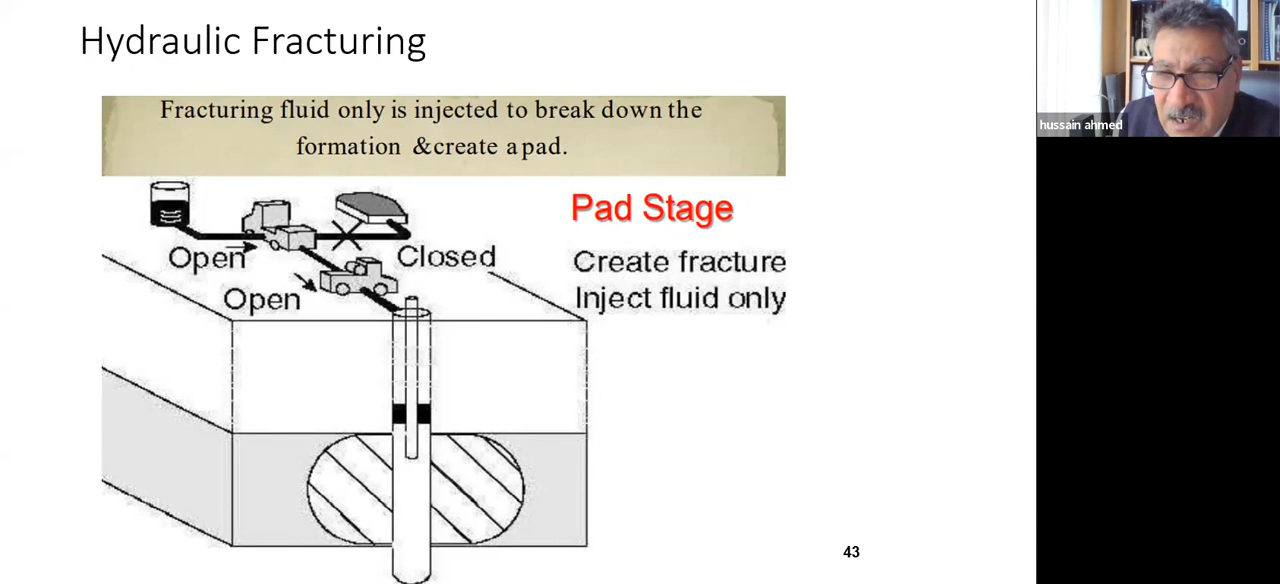 Hydraulic Fracturing
Fracturing fluid only is injected to break down the
formation &create a pad.
Pad Stage
Open
Closed
Create fracture
Open
Inject fluid only
43
hussain ahmed